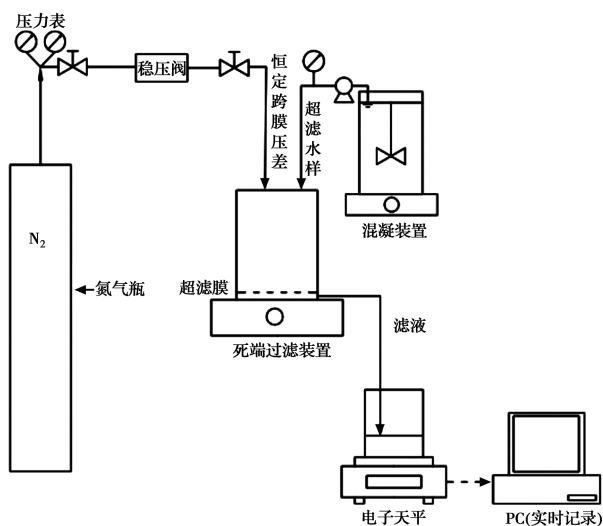 压力表
稳压阀
恒定跨膜压差
超滤水样
混凝装置
N₂
氮气瓶
超滤膜
死端过滤装置
滤液
电子天平
PC(实时记录)